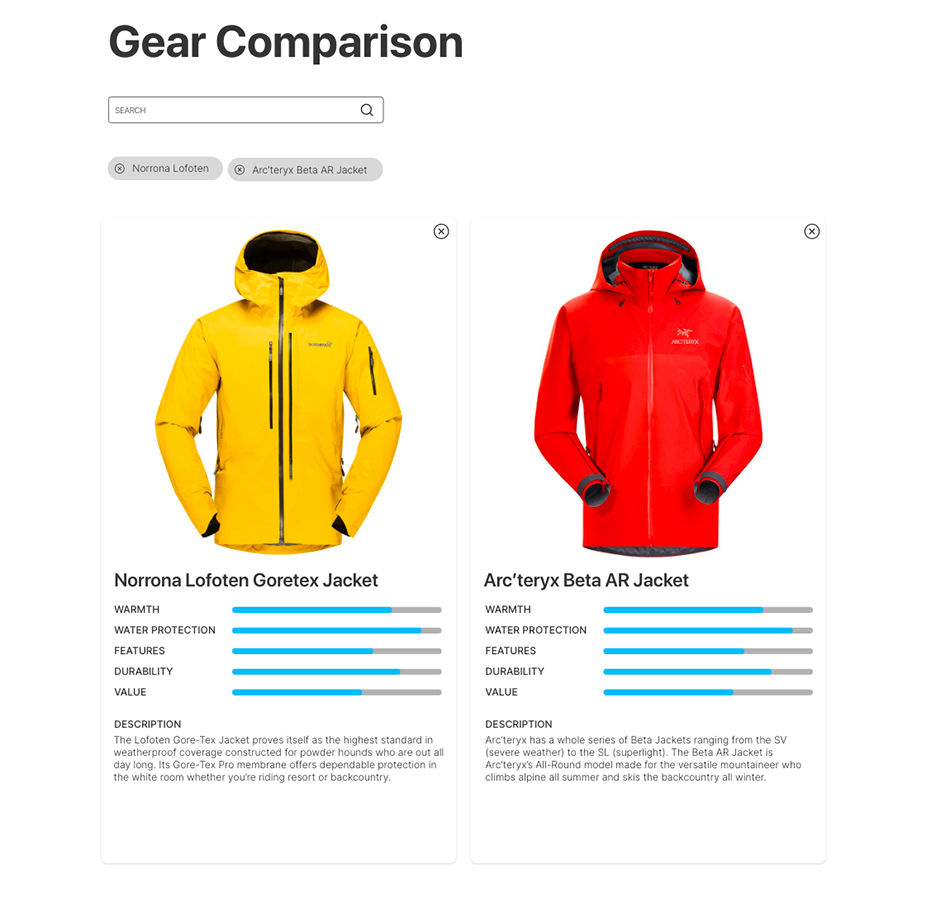 Gear Comparison
SEARCH
Norrona Lofoten
Arc'teryx Beta AR Jacket
ARC'TERYX
Norrona Lofoten Goretex Jacket
WARMTH
WATER PROTECTION
FEATURES
DURABILITY
VALUE
DESCRIPTION
The Lofoten Gore-Tex Jacket proves itself as the highest standard in
weatherproof coverage constructed for powder hounds who are out all
day long. Its Gore-Tex Pro membrane offers dependable protection in
the white room whether you're riding resort or backcountry.
Arc'teryx Beta AR Jacket
WARMTH
WATER PROTECTION
FEATURES
DURABILITY
VALUE
DESCRIPTION
Arc'teryx has a whole series of Beta Jackets ranging from the SV
(severe weather) to the SL (superlight). The Beta AR Jacket is
Arc'teryx's All-Round model made for the versatile mountaineer who
climbs alpine all summer and skis the backcountry all winter.